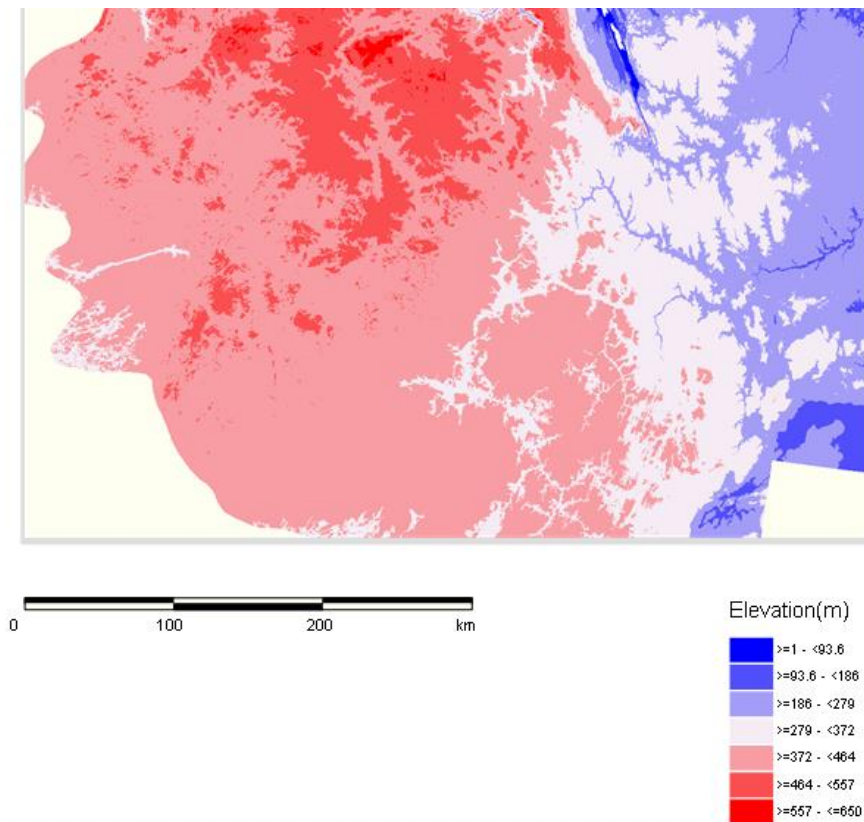 0 100 200 km
Elevation(m)
>=1 - <93.6
>=93.6 - <186
>=186 - <279
>=279 - <372
>=372 - <464
>=464 - <557
>=557 - <=650